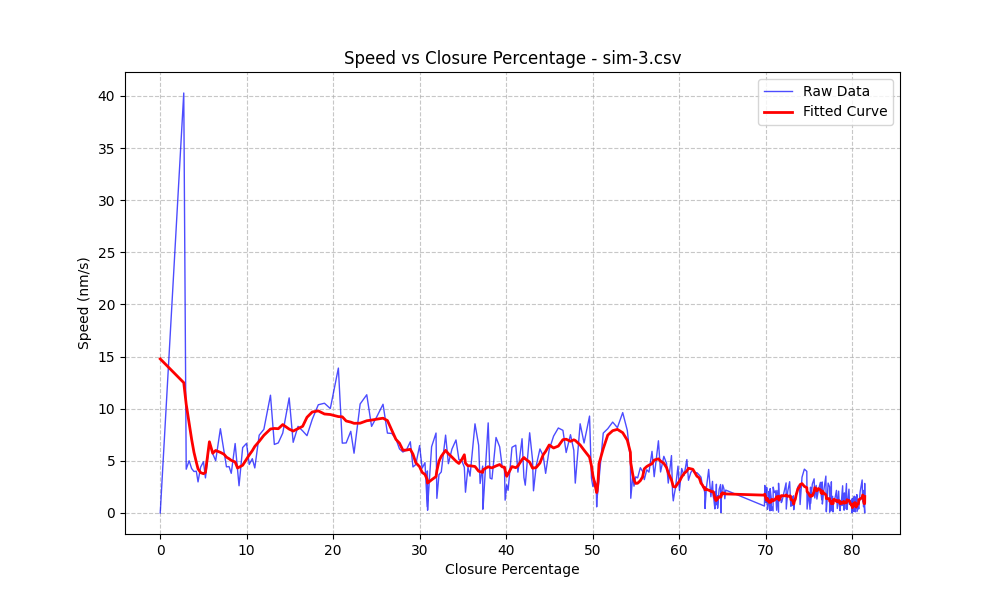 Speed vs Closure Percentage - sim-3.csv
Raw Data
Fitted Curve
40
35
30
25
20
15
10
5
0
Speed (nm/s)
0 10 20 30 40 50 60 70 80
Closure Percentage